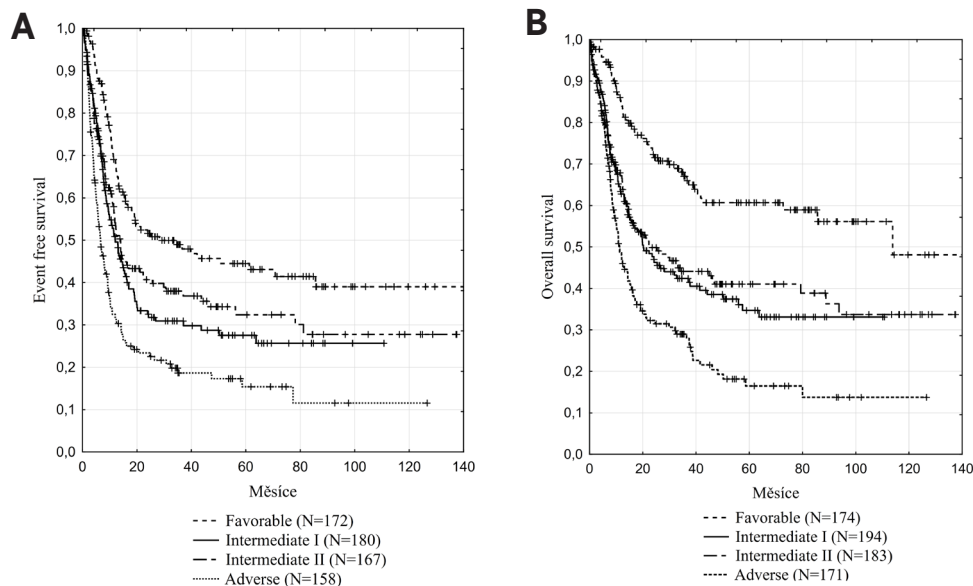 A
1,0
0,9
0,8
0,7
0,6
0,5
0,4
0,3
0,2
0,1
0,0
Event free survival
0 20 40 60 80 100 120 140
Měsíce
Favorable (N=172)
Intermediate I (N=180)
Intermediate II (N=167)
Adverse (N=158)
B
1,0
0,9
0,8
0,7
0,6
0,5
0,4
0,3
0,2
0,1
0,0
Overall survival
0 20 40 60 80 100 120 140
Měsíce
Favorable (N=174)
Intermediate I (N=194)
Intermediate II (N=183)
Adverse (N=171)